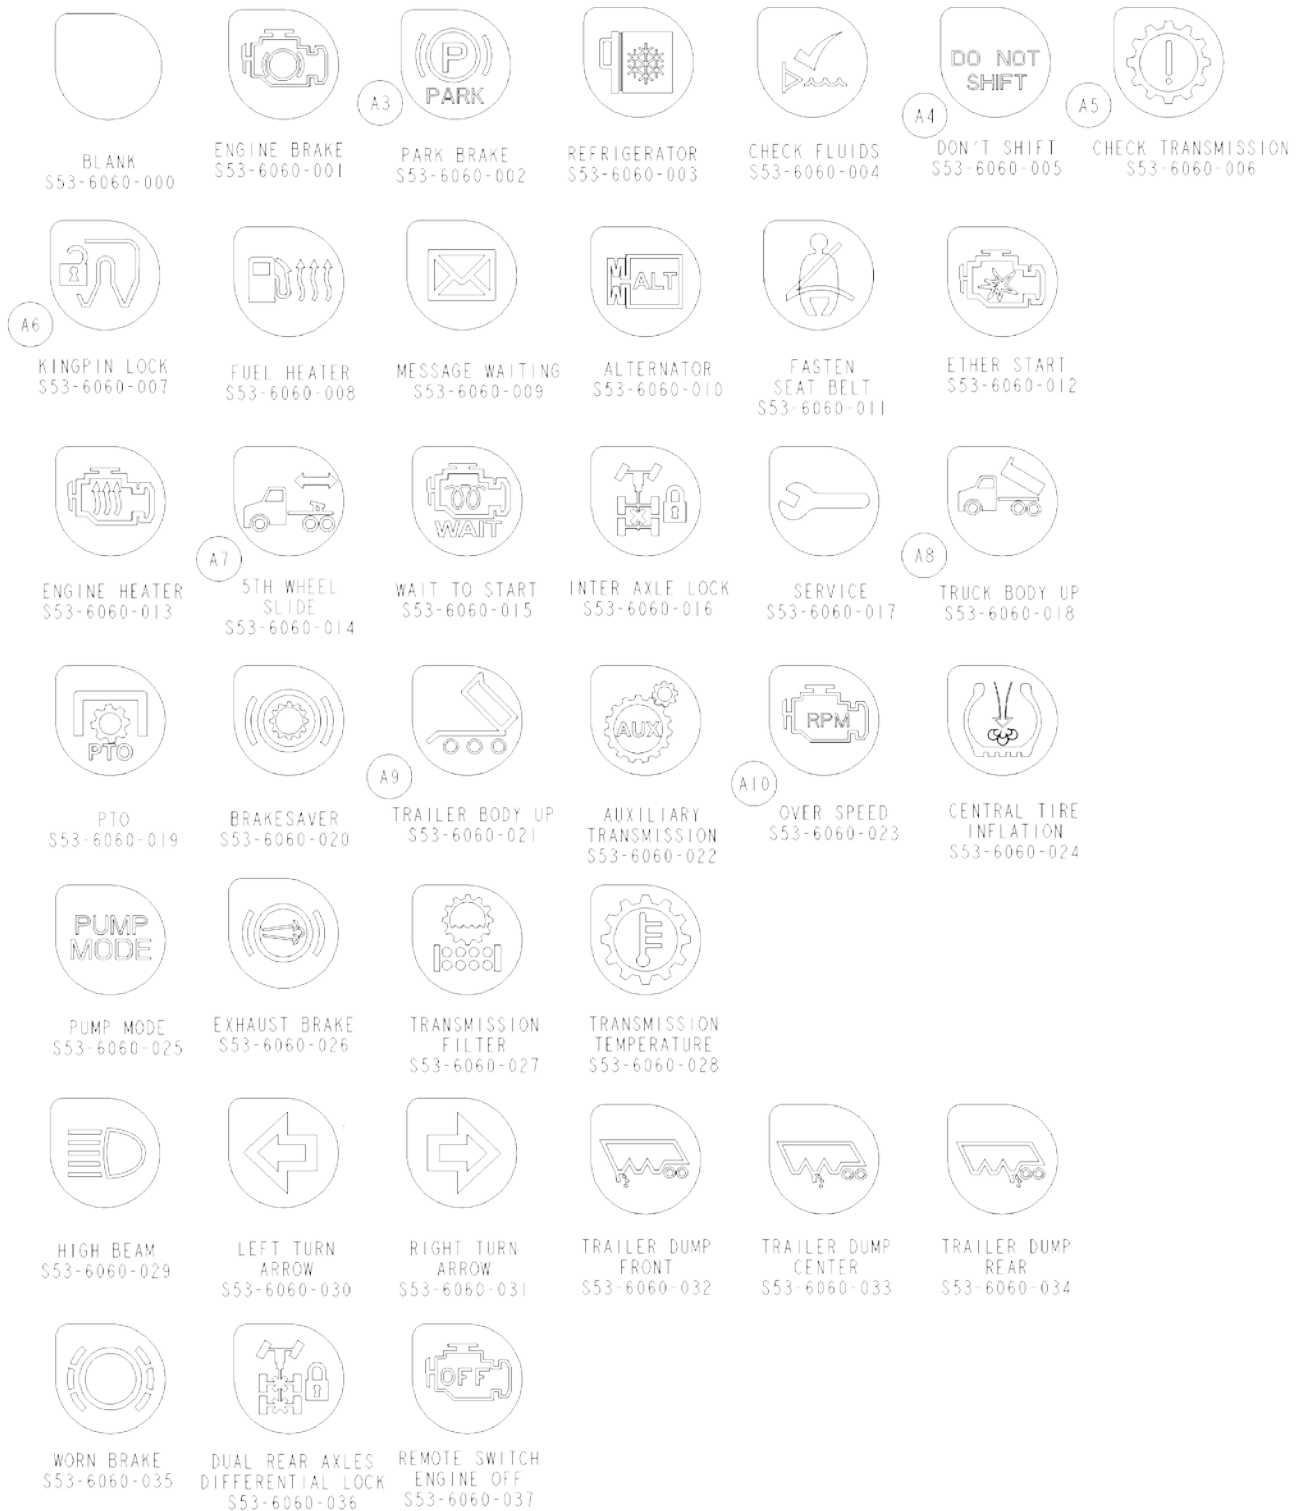 P
PARK
DO NOT
SHIFT
!
A3
A4
A5
BLANK
S53-6060-000
ENGINE BRAKE
S53-6060-001
PARK BRAKE
S53-6060-002
REFRIGERATOR
S53-6060-003
CHECK FLUIDS
S53-6060-004
DON'T SHIFT
S53-6060-005
CHECK TRANSMISSION
S53-6060-006
ALT
A6
KINGPIN LOCK
S53-6060-007
FUEL HEATER
S53-6060-008
MESSAGE WAITING
S53-6060-009
ALTERNATOR
S53-6060-010
FASTEN
SEAT BELT
S53-6060-011
ETHER START
S53-6060-012
WAIT
A7
A8
ENGINE HEATER
S53-6060-013
5TH WHEEL
SLIDE
S53-6060-014
WAIT TO START
S53-6060-015
INTER AXLE LOCK
S53-6060-016
SERVICE
S53-6060-017
TRUCK BODY UP
S53-6060-018
PTO
AUX
RPM
A9
A10
PTO
S53-6060-019
BRAKESAVER
S53-6060-020
TRAILER BODY UP
S53-6060-021
AUXILIARY
TRANSMISSION
S53-6060-022
OVER SPEED
S53-6060-023
CENTRAL TIRE
INFLATION
S53-6060-024
PUMP
MODE
PUMP MODE
S53-6060-025
EXHAUST BRAKE
S53-6060-026
TRANSMISSION
FILTER
S53-6060-027
TRANSMISSION
TEMPERATURE
S53-6060-028
HIGH BEAM
S53-6060-029
LEFT TURN
ARROW
S53-6060-030
RIGHT TURN
ARROW
S53-6060-031
TRAILER DUMP
FRONT
S53-6060-032
TRAILER DUMP
CENTER
S53-6060-033
TRAILER DUMP
REAR
S53-6060-034
OFF
WORN BRAKE
S53-6060-035
DUAL REAR AXLES
DIFFERENTIAL LOCK
S53-6060-036
REMOTE SWITCH
ENGINE OFF
S53-6060-037